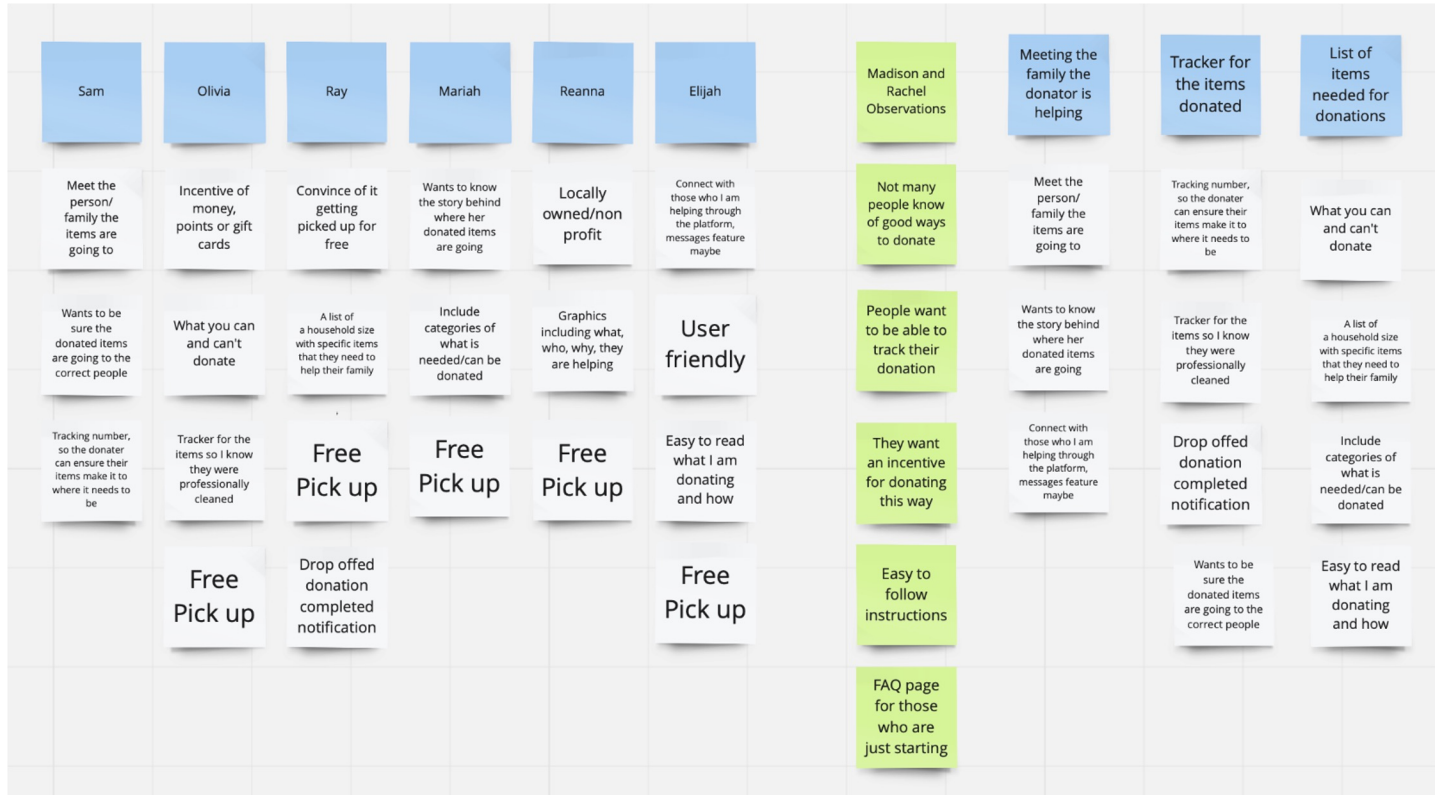 Sam
Olivia
Ray
Mariah
Reanna
Elijah
Madison and
Rachel
Observations
Meeting the
family the
donator is
helping
Tracker for
the items
donated
List of
items
needed for
donations
Meet the
person/
family the
items are
going to
Incentive of
money,
points or gift
cards
Convince of it
getting
picked up for
free
Wants to know
the story behind
where her
donated items
are going
Locally
owned/non
profit
Connect with
those who I am
helping through
the platform,
messages feature
maybe
Not many
people know
of good ways
to donate
Meet the
person/
family the
items are
going to
Tracking number,
so the donater
can ensure their
items make it to
where it needs to
be
What you can
and can't
donate
Wants to be
sure the
donated items
are going to the
correct people
What you can
and can't
donate
A list of
a household size
with specific items
that they need to
help their family
Include
categories of
what is
needed/can be
donated
Graphics
including what,
who, why, they
are helping
User
friendly
People want
to be able to
track their
donation
Wants to know
the story behind
where her
donated items
are going
Tracker for the
items so I know
they were
professionally
cleaned
A list of
a household size
with specific items
that they need to
help their family
Tracking number,
so the donater
can ensure their
items make it to
where it needs to
be
Tracker for the
items so I know
they were
professionally
cleaned
Free
Pick up
Free
Pick up
Free
Pick up
Easy to read
what I am
donating
and how
They want
an incentive
for donating
this way
Connect with
those who I am
helping through
the platform,
messages feature
maybe
Drop offed
donation
completed
notification
Include
categories of
what is
needed/can be
donated
Free
Pick up
Drop offed
donation
completed
notification
Free
Pick up
Easy to
follow
instructions
Wants to be
sure the
donated items
are going to the
correct people
Easy to read
what I am
donating
and how
FAQ page
for those
who are
just starting